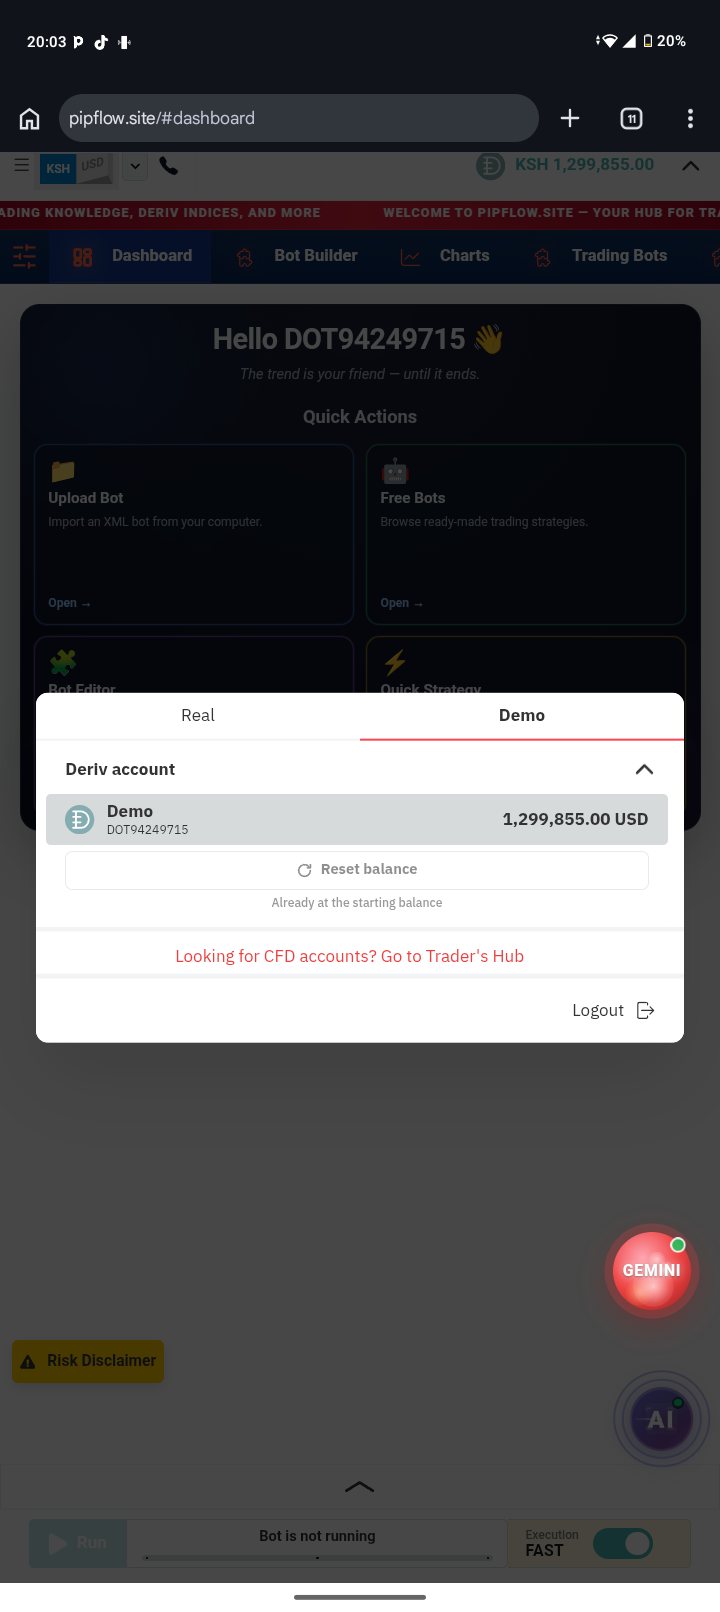 20:03
20%
pipflow.site/#dashboard
11
KSH
USD
KSH 1,299,855.00
ADING KNOWLEDGE, DERIV INDICES, AND MORE
WELCOME TO PIPFLOW.SITE — YOUR HUB FOR TRA
Dashboard
Bot Builder
Charts
Trading Bots
Hello DOT94249715 👋
The trend is your friend — until it ends.
Quick Actions
Upload Bot
Import an XML bot from your computer.
Open →
Free Bots
Browse ready-made trading strategies.
Open →
Bot Editor
Quick Strategy
Real
Demo
Deriv account
Demo
DOT94249715
1,299,855.00 USD
Reset balance
Already at the starting balance
Looking for CFD accounts? Go to Trader's Hub
Logout
GEMINI
Risk Disclaimer
AI
Run
Bot is not running
Execution
FAST